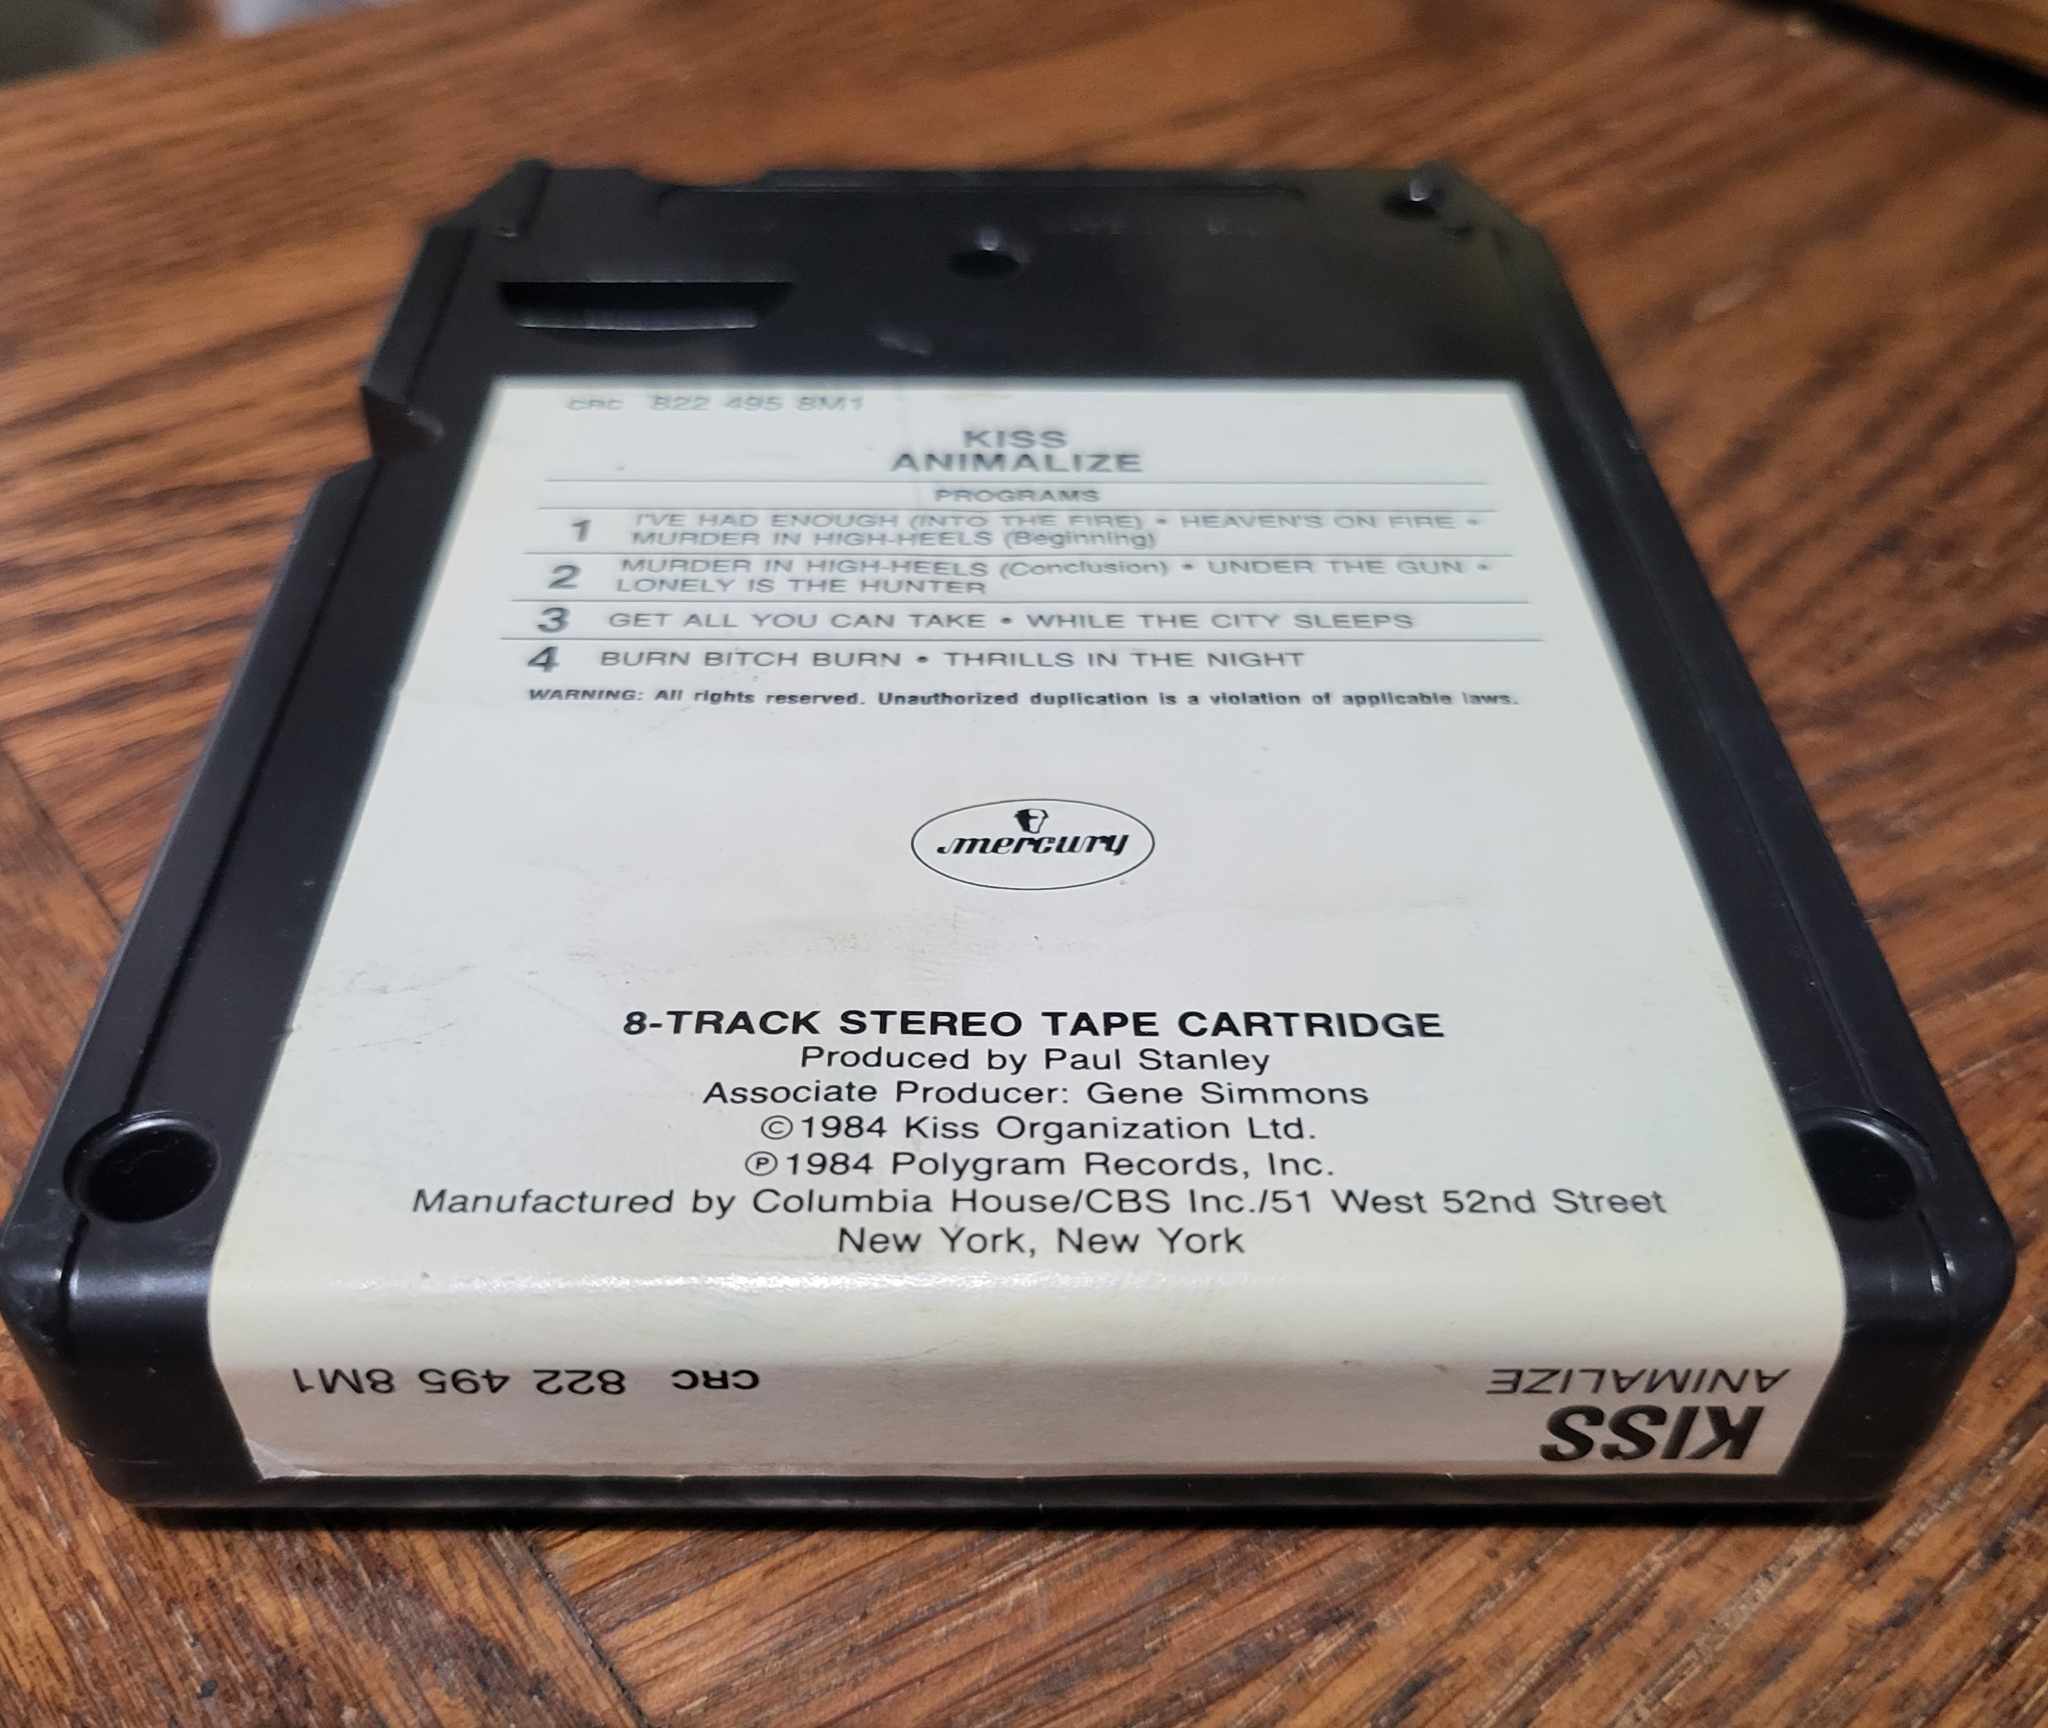 CRC 822 495 8M1
KISS
ANIMALIZE
PROGRAMS
1 I'VE HAD ENOUGH (INTO THE FIRE) • HEAVEN'S ON FIRE •
MURDER IN HIGH-HEELS (Beginning)
2 MURDER IN HIGH-HEELS (Conclusion) • UNDER THE GUN •
LONELY IS THE HUNTER
3 GET ALL YOU CAN TAKE • WHILE THE CITY SLEEPS
4 BURN BITCH BURN • THRILLS IN THE NIGHT
WARNING: All rights reserved. Unauthorized duplication is a violation of applicable laws.
mercury
8-TRACK STEREO TAPE CARTRIDGE
Produced by Paul Stanley
Associate Producer: Gene Simmons
©1984 Kiss Organization Ltd.
℗1984 Polygram Records, Inc.
Manufactured by Columbia House/CBS Inc./51 West 52nd Street
New York, New York
KISS
ANIMALIZE
CRC 822 495 8M1